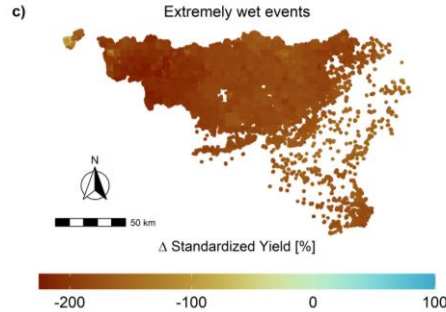 c)
Extremely wet events
N
50 km
Δ Standardized Yield [%]
-200 -100 0 100